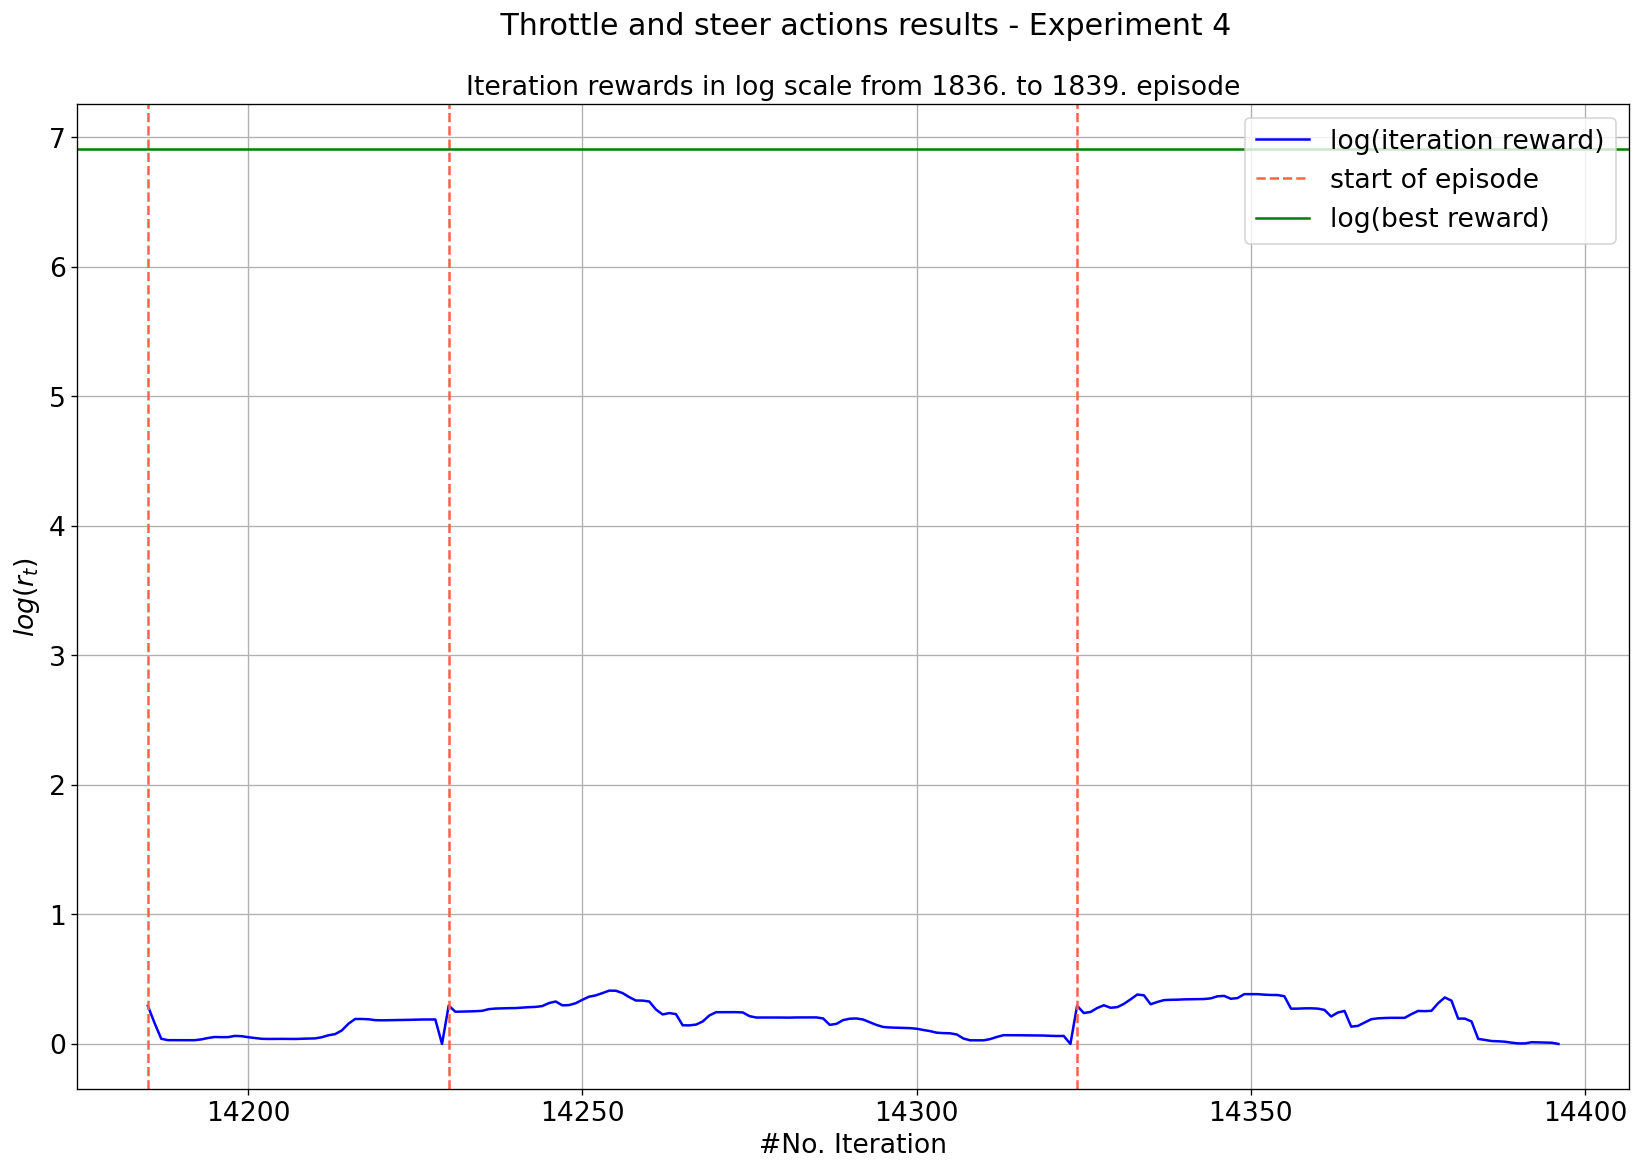 Throttle and steer actions results - Experiment 4
Iteration rewards in log scale from 1836. to 1839. episode
log(iteration reward)
start of episode
log(best reward)
7
6
5
4
3
2
1
0
log(r_t)
14200 14250 14300 14350 14400
#No. Iteration